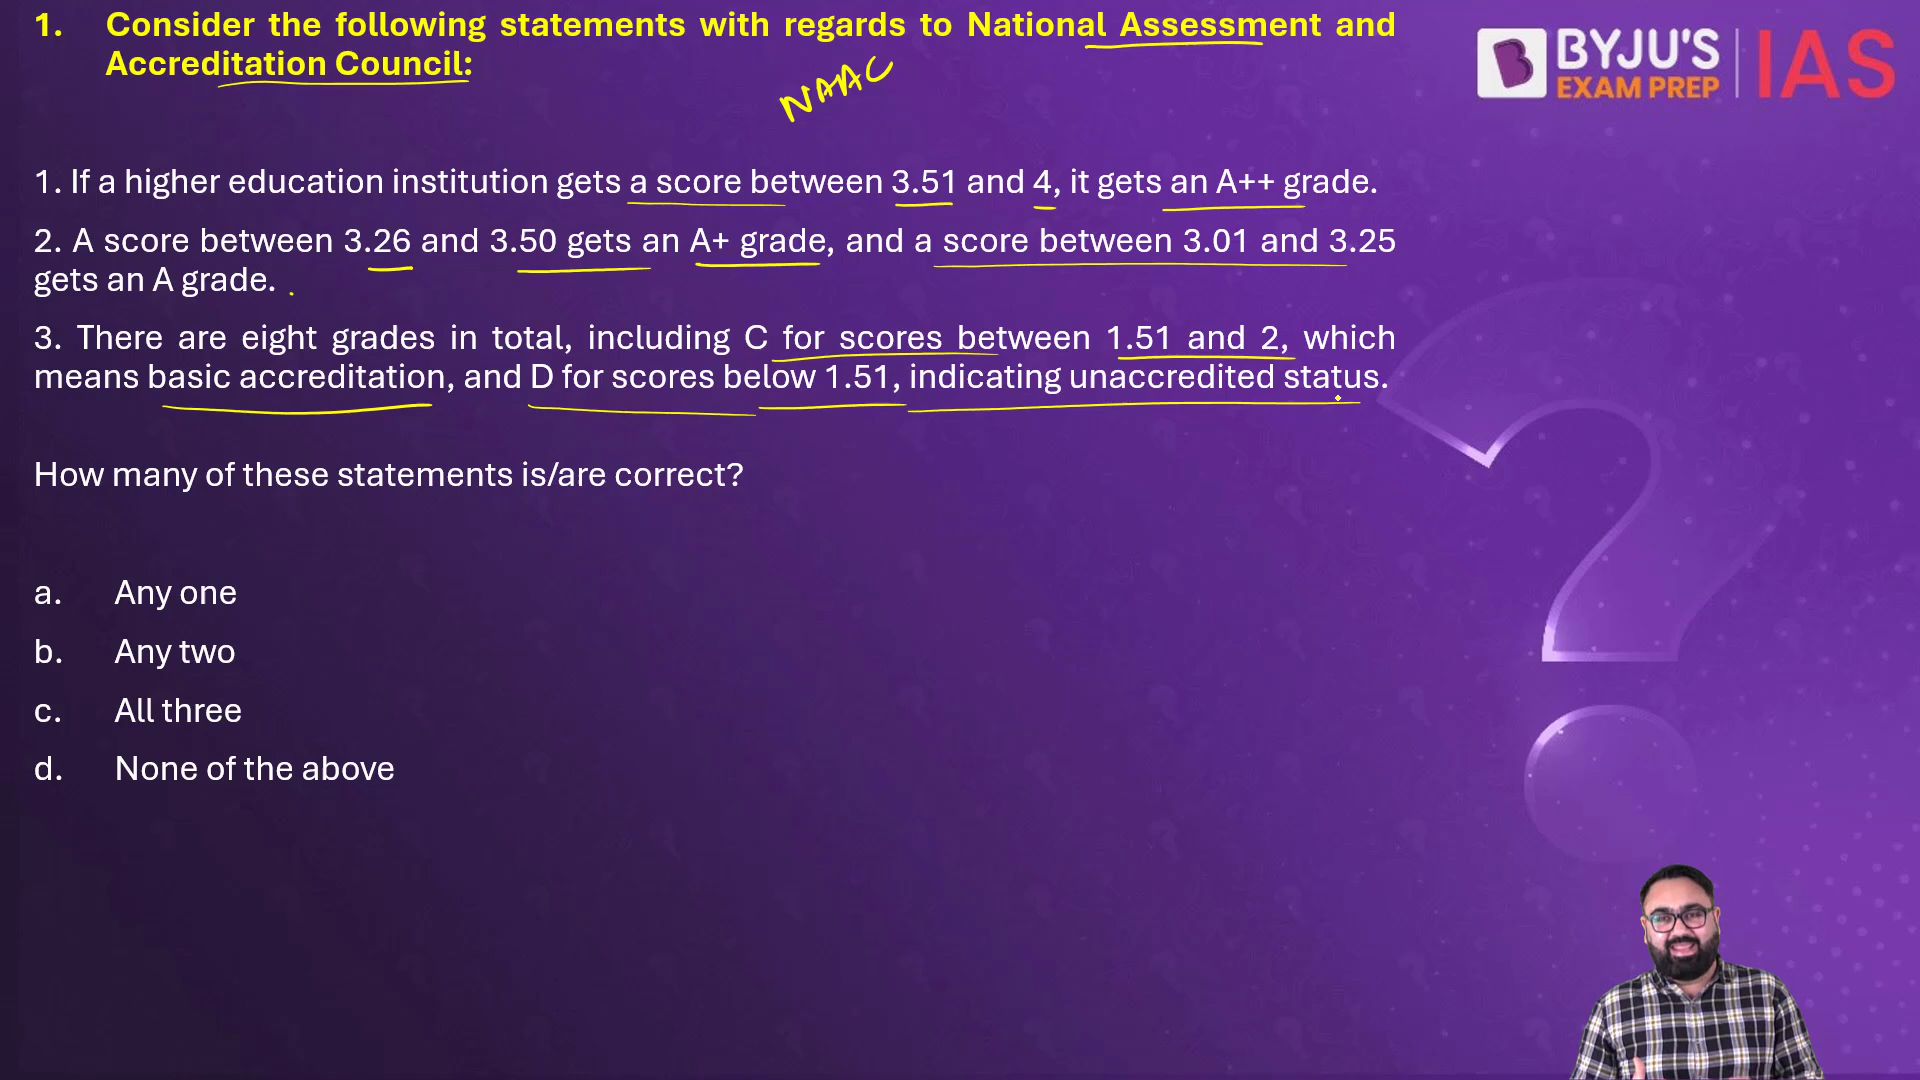 1. Consider the following statements with regards to National Assessment and
Accreditation Council:
NAAC
BYJU'S
EXAM PREP
IAS
1. If a higher education institution gets a score between 3.51 and 4, it gets an A++ grade.
2. A score between 3.26 and 3.50 gets an A+ grade, and a score between 3.01 and 3.25
gets an A grade.
3. There are eight grades in total, including C for scores between 1.51 and 2, which
means basic accreditation, and D for scores below 1.51, indicating unaccredited status.
How many of these statements is/are correct?
a. Any one
b. Any two
c. All three
d. None of the above